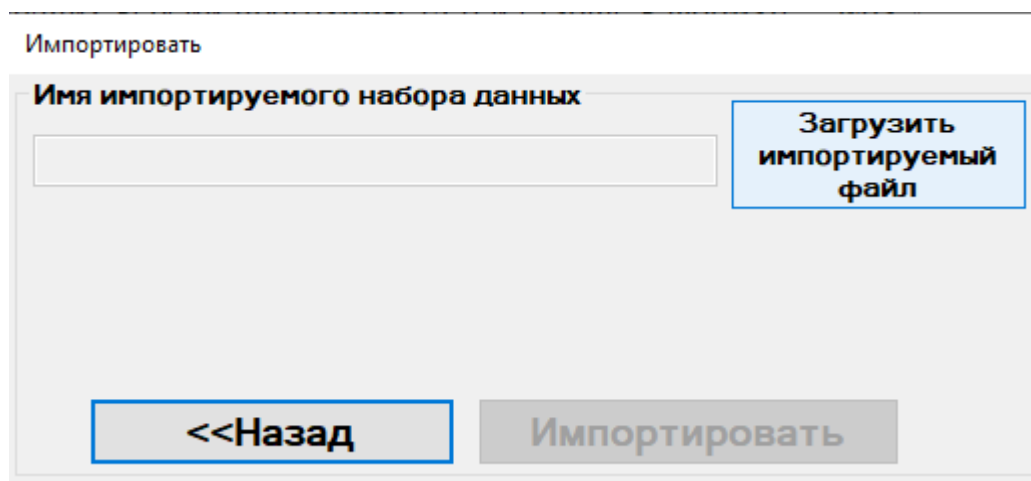 Импортировать
Имя импортируемого набора данных
Загрузить
импортируемый
файл
<<Назад
Импортировать